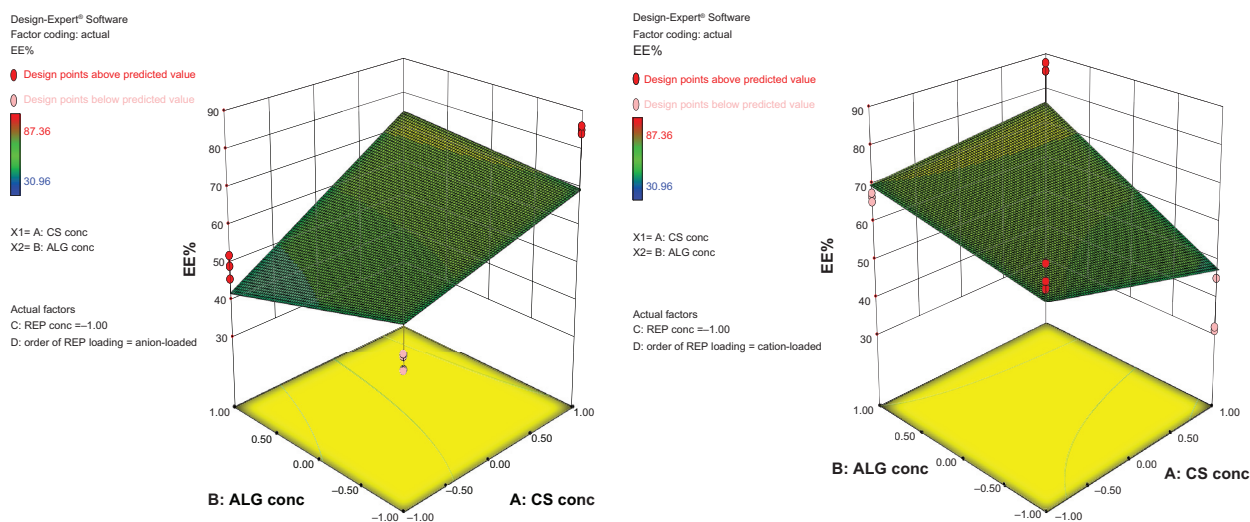 Design-Expert® Software
Factor coding: actual
EE%
Design points above predicted value
Design points below predicted value
87.36
30.96
X1= A: CS conc
X2= B: ALG conc
Actual factors
C: REP conc =–1.00
D: order of REP loading = anion-loaded
EE%
90
80
70
60
50
40
30
1.00
0.50
0.00
–0.50
–1.00
–1.00
–0.50
0.00
0.50
1.00
B: ALG conc
A: CS conc
Design-Expert® Software
Factor coding: actual
EE%
Design points above predicted value
Design points below predicted value
87.36
30.96
X1= A: CS conc
X2= B: ALG conc
Actual factors
C: REP conc =–1.00
D: order of REP loading = cation-loaded
EE%
90
80
70
60
50
40
30
1.00
0.50
0.00
–0.50
–1.00
–1.00
–0.50
0.00
0.50
1.00
B: ALG conc
A: CS conc